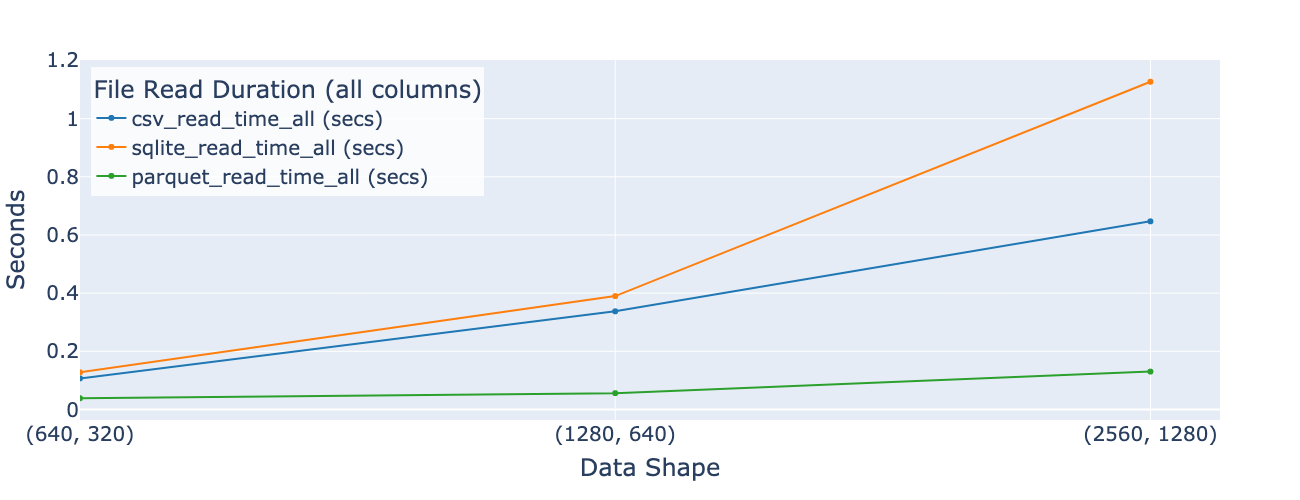 1.2
1
0.8
0.6
0.4
0.2
0
Seconds
File Read Duration (all columns)
csv_read_time_all (secs)
sqlite_read_time_all (secs)
parquet_read_time_all (secs)
(640, 320)
(1280, 640)
(2560, 1280)
Data Shape